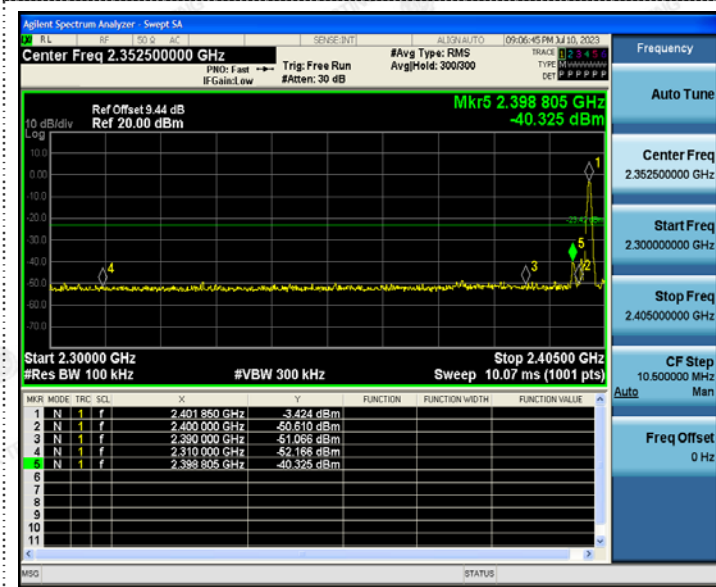 Agilent Spectrum Analyzer - Swept SA
RL RF 50 Ω AC SENSE:INT ALIGN AUTO 09:06:45 PM Jul 10, 2023
Center Freq 2.352500000 GHz
#Avg Type: RMS
TRACE 1 2 3 4 5 6
PNO: Fast Trig: Free Run Avg|Hold: 300/300
TYPE M
IFGain:Low #Atten: 30 dB
DET P P P P P P
Frequency
Auto Tune
Center Freq
2.352500000 GHz
Start Freq
2.300000000 GHz
Stop Freq
2.405000000 GHz
CF Step
10.500000 MHz
Auto Man
Freq Offset
0 Hz
Ref Offset 9.44 dB
Mkr5 2.398 805 GHz
10 dB/div Ref 20.00 dBm
-40.325 dBm
Log
10.0
0.00
-10.0
-20.0
-30.0
-40.0
-50.0
-60.0
-70.0
1
5
2
3
4
Start 2.30000 GHz Stop 2.40500 GHz
#Res BW 100 kHz #VBW 300 kHz Sweep 10.07 ms (1001 pts)
MKR MODE TRC SCL X Y FUNCTION FUNCTION WIDTH FUNCTION VALUE
1 N 1 f 2.401 850 GHz -3.424 dBm
2 N 1 f 2.400 000 GHz -50.610 dBm
3 N 1 f 2.390 000 GHz -51.066 dBm
4 N 1 f 2.310 000 GHz -52.166 dBm
5 N 1 f 2.398 805 GHz -40.325 dBm
6
7
8
9
10
11
MSG STATUS